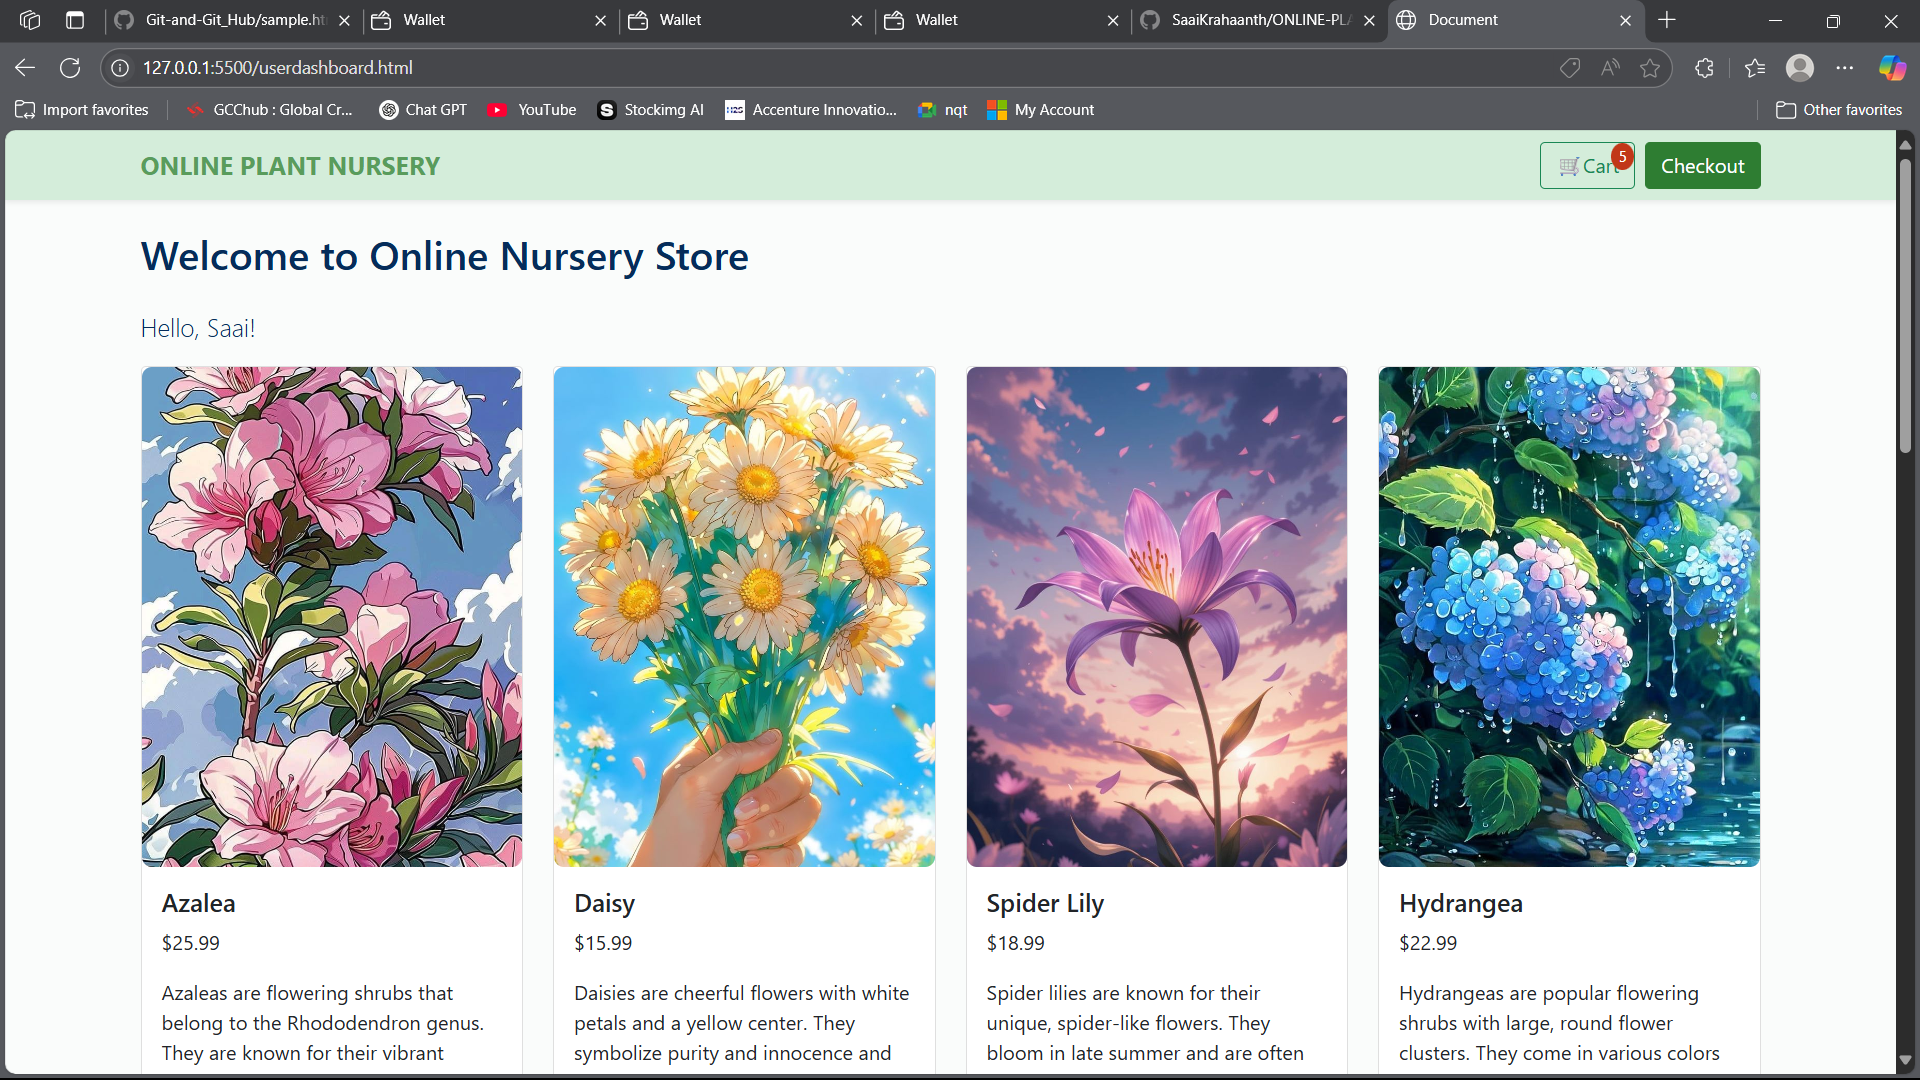 Git-and-Git_Hub/sample.ht
Wallet
Wallet
Wallet
SaaiKrahaanth/ONLINE-PLA
Document
127.0.0.1:5500/userdashboard.html
Import favorites
GCChub : Global Cr...
Chat GPT
YouTube
Stockimg AI
Accenture Innovatio...
nqt
My Account
Other favorites
ONLINE PLANT NURSERY
Cart
5
Checkout
Welcome to Online Nursery Store
Hello, Saai!
Azalea
$25.99
Azaleas are flowering shrubs that
belong to the Rhododendron genus.
They are known for their vibrant
Daisy
$15.99
Daisies are cheerful flowers with white
petals and a yellow center. They
symbolize purity and innocence and
Spider Lily
$18.99
Spider lilies are known for their
unique, spider-like flowers. They
bloom in late summer and are often
Hydrangea
$22.99
Hydrangeas are popular flowering
shrubs with large, round flower
clusters. They come in various colors